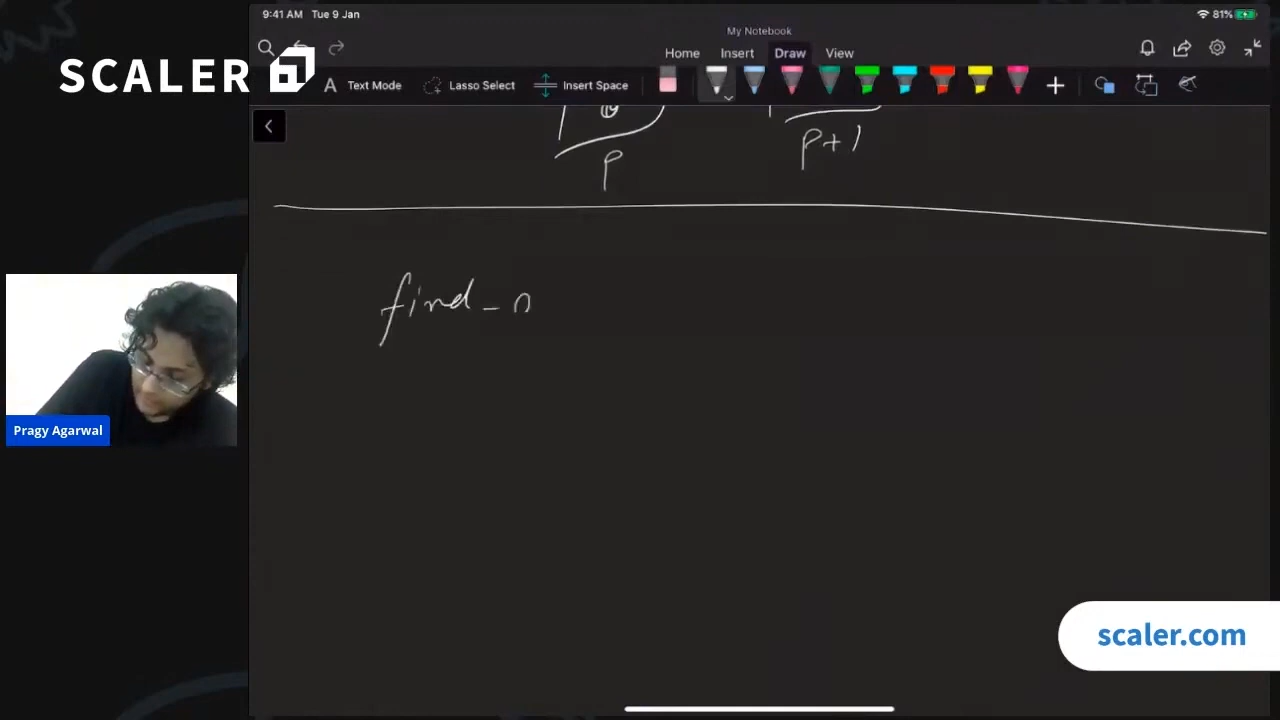 9:41 AM Tue 9 Jan
81%
My Notebook
SCALER
Home Insert Draw View
Text Mode Lasso Select Insert Space
p
p+1
find_n
Pragy Agarwal
scaler.com